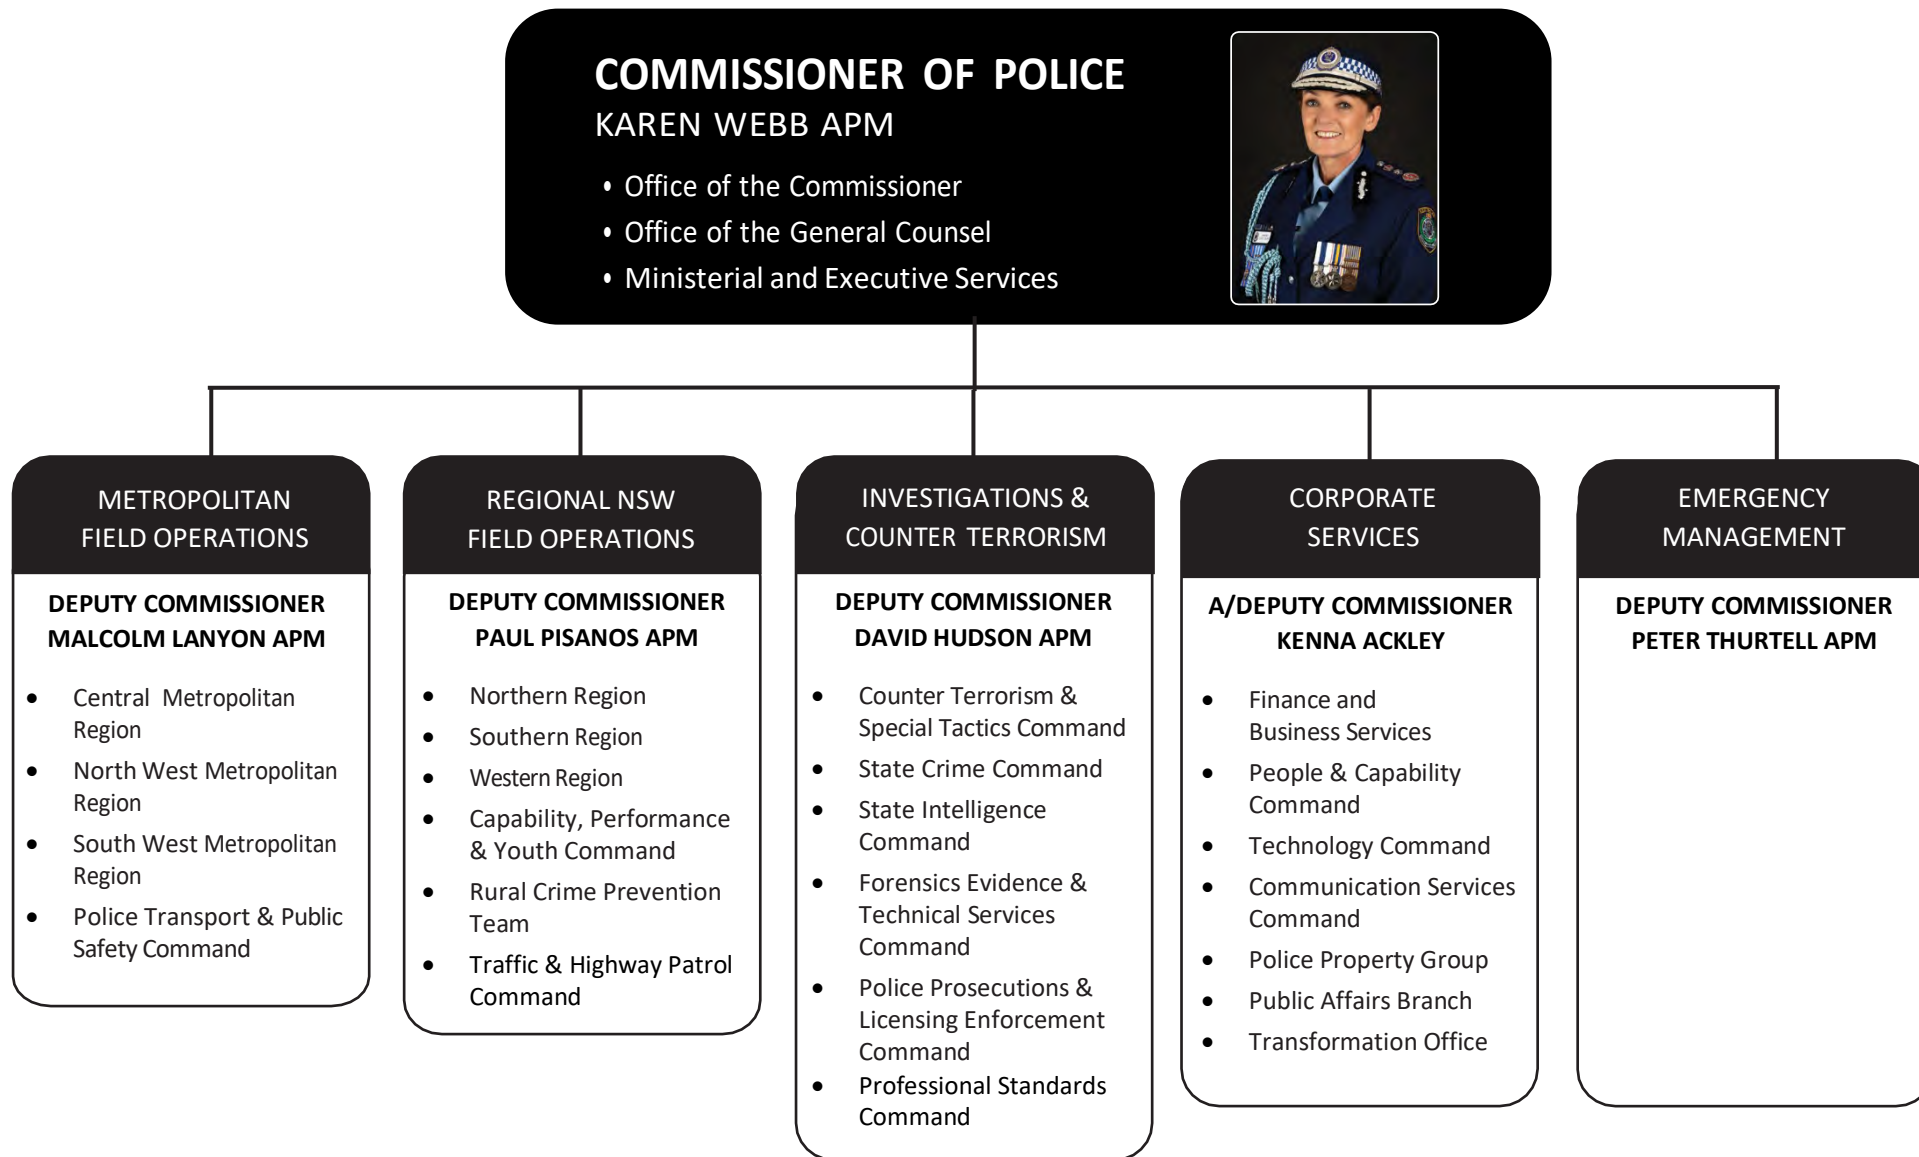 COMMISSIONER OF POLICE
KAREN WEBB APM
• Office of the Commissioner
• Office of the General Counsel
• Ministerial and Executive Services
METROPOLITAN
FIELD OPERATIONS
DEPUTY COMMISSIONER
MALCOLM LANYON APM
• Central Metropolitan
Region
• North West Metropolitan
Region
• South West Metropolitan
Region
• Police Transport & Public
Safety Command
REGIONAL NSW
FIELD OPERATIONS
DEPUTY COMMISSIONER
PAUL PISANOS APM
• Northern Region
• Southern Region
• Western Region
• Capability, Performance
& Youth Command
• Rural Crime Prevention
Team
• Traffic & Highway Patrol
Command
INVESTIGATIONS &
COUNTER TERRORISM
DEPUTY COMMISSIONER
DAVID HUDSON APM
• Counter Terrorism &
Special Tactics Command
• State Crime Command
• State Intelligence
Command
• Forensics Evidence &
Technical Services
Command
• Police Prosecutions &
Licensing Enforcement
Command
• Professional Standards
Command
CORPORATE
SERVICES
A/DEPUTY COMMISSIONER
KENNA ACKLEY
• Finance and
Business Services
• People & Capability
Command
• Technology Command
• Communication Services
Command
• Police Property Group
• Public Affairs Branch
• Transformation Office
EMERGENCY
MANAGEMENT
DEPUTY COMMISSIONER
PETER THURTELL APM